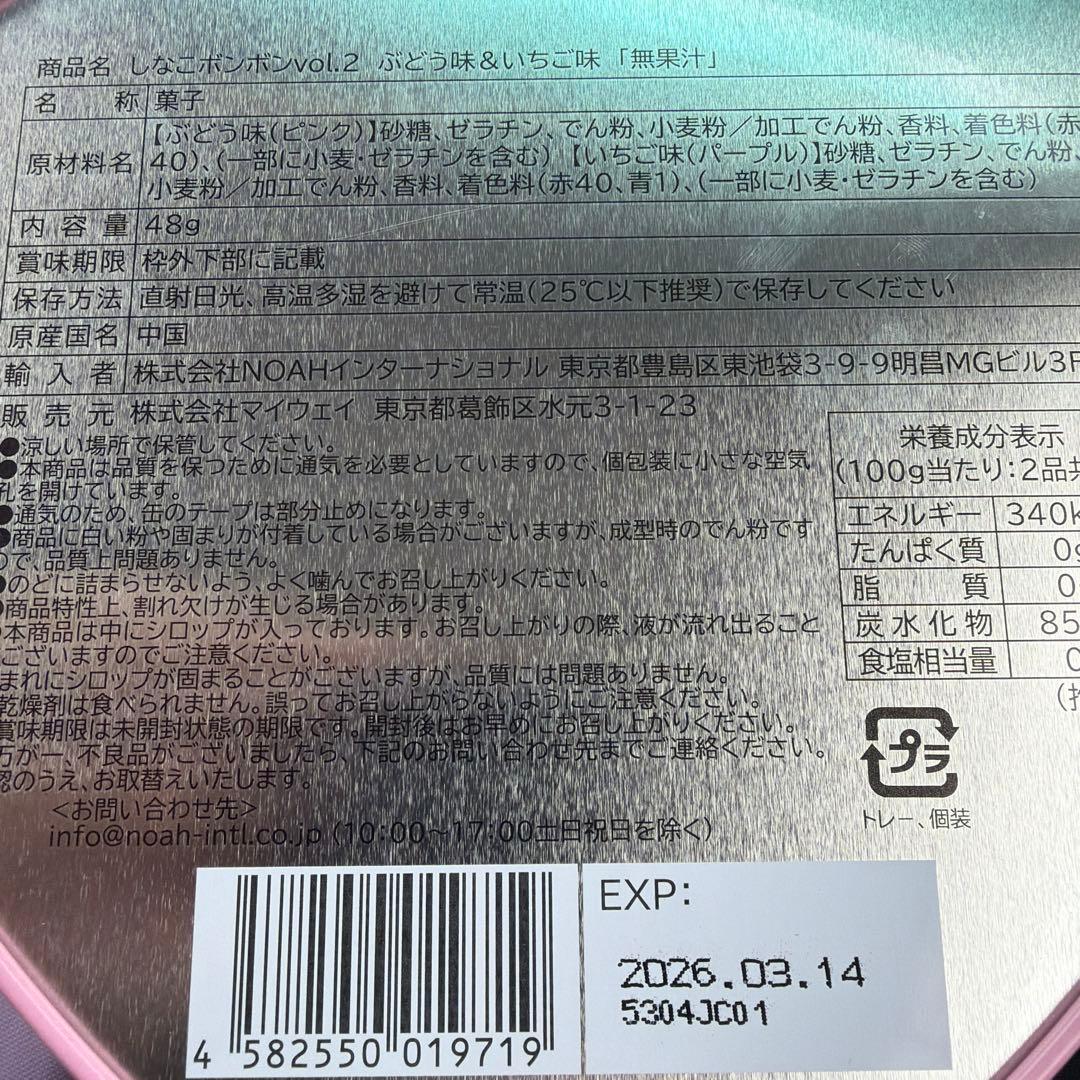 商品名 しなこボンボンvol.2 ぶどう味＆いちご味 「無果汁」
名 称 菓子
原材料名 【ぶどう味(ピンク)】砂糖、ゼラチン、でん粉、小麦粉／加工でん粉、香料、着色料(赤
40)、(一部に小麦・ゼラチンを含む) 【いちご味(パープル)】砂糖、ゼラチン、でん粉、
小麦粉／加工でん粉、香料、着色料(赤40、青1)、(一部に小麦・ゼラチンを含む)
内容量 48g
賞味期限 枠外下部に記載
保存方法 直射日光、高温多湿を避けて常温(25℃以下推奨)で保存してください
原産国名 中国
輸入者 株式会社NOAHインターナショナル 東京都豊島区東池袋3-9-9明昌MGビル3F
販売元 株式会社マイウェイ 東京都葛飾区水元3-1-23
●涼しい場所で保管してください。
●本商品は品質を保つために通気を必要としていますので、個包装に小さな空気
孔を開けています。
●通気のため、缶のテープは部分止めになります。
●商品に白い粉や固まりが付着している場合がございますが、成型時のでん粉です
ので、品質上問題ありません。
●のどに詰まらせないよう、よく噛んでお召し上がりください。
●商品特性上、割れ欠けが生じる場合があります。
●本商品は中にシロップが入っております。お召し上がりの際、液が流れ出ること
ございますのでご注意ください。
まれにシロップが固まることがございますが、品質には問題ありません。
乾燥剤は食べられません。誤ってお召し上がらないようにご注意ください。
賞味期限は未開封状態の期限です。開封後はお早めにお召し上がりください。
万が一、不良品がございましたら、下記のお問い合わせ先までご連絡ください。
認のうえ、お取替えいたします。
＜お問い合わせ先＞
info@noah-intl.co.jp (10:00〜17:00土日祝日を除く)
栄養成分表示
(100g当たり：2品共
エネルギー 340k
たんぱく質 0g
脂質 0
炭水化物 85
食塩相当量 0
プラ
トレー、個装
4 582550 019719
EXP:
2026.03.14
5304JC01